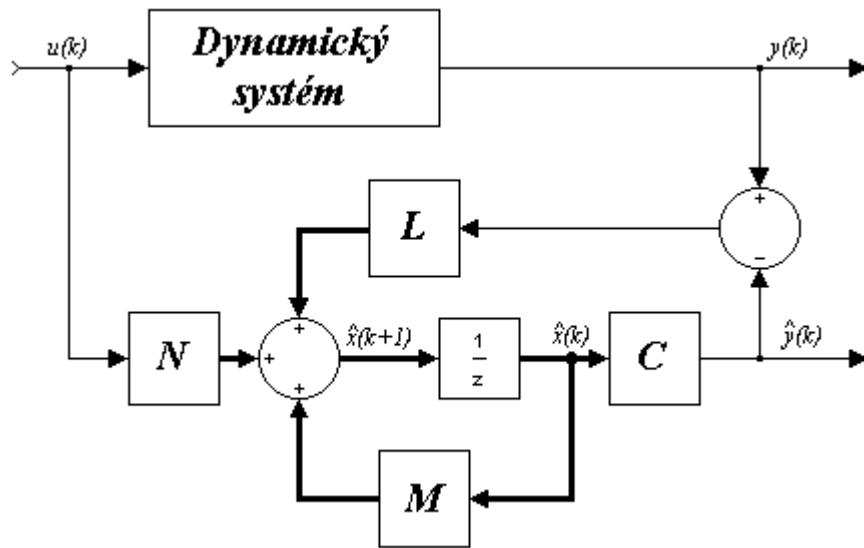 u(k)
Dynamický
systém
y(k)
L
+
−
+
N
+
x̂(k+1)
1
z
x̂(k)
C
ŷ(k)
+
M